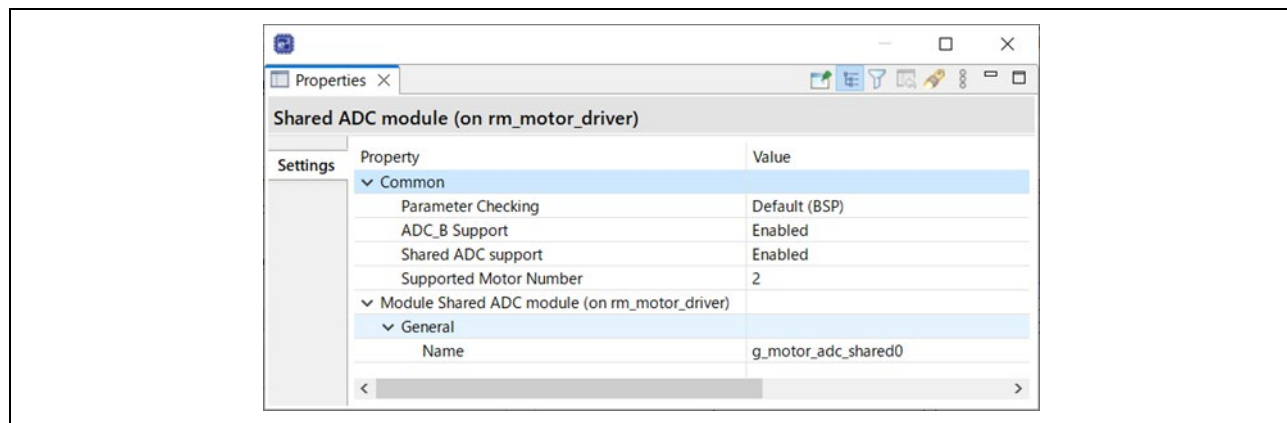 Properties
Shared ADC module (on rm_motor_driver)
Settings
Property Value
Common
Parameter Checking Default (BSP)
ADC_B Support Enabled
Shared ADC support Enabled
Supported Motor Number 2
Module Shared ADC module (on rm_motor_driver)
General
Name g_motor_adc_shared0